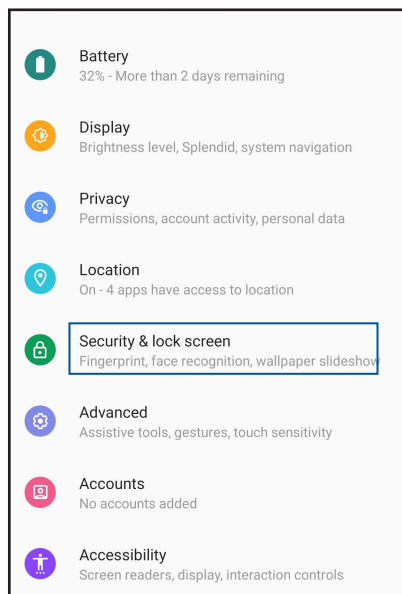 Battery
32% - More than 2 days remaining
Display
Brightness level, Splendid, system navigation
Privacy
Permissions, account activity, personal data
Location
On - 4 apps have access to location
Security & lock screen
Fingerprint, face recognition, wallpaper slideshow
Advanced
Assistive tools, gestures, touch sensitivity
Accounts
No accounts added
Accessibility
Screen readers, display, interaction controls